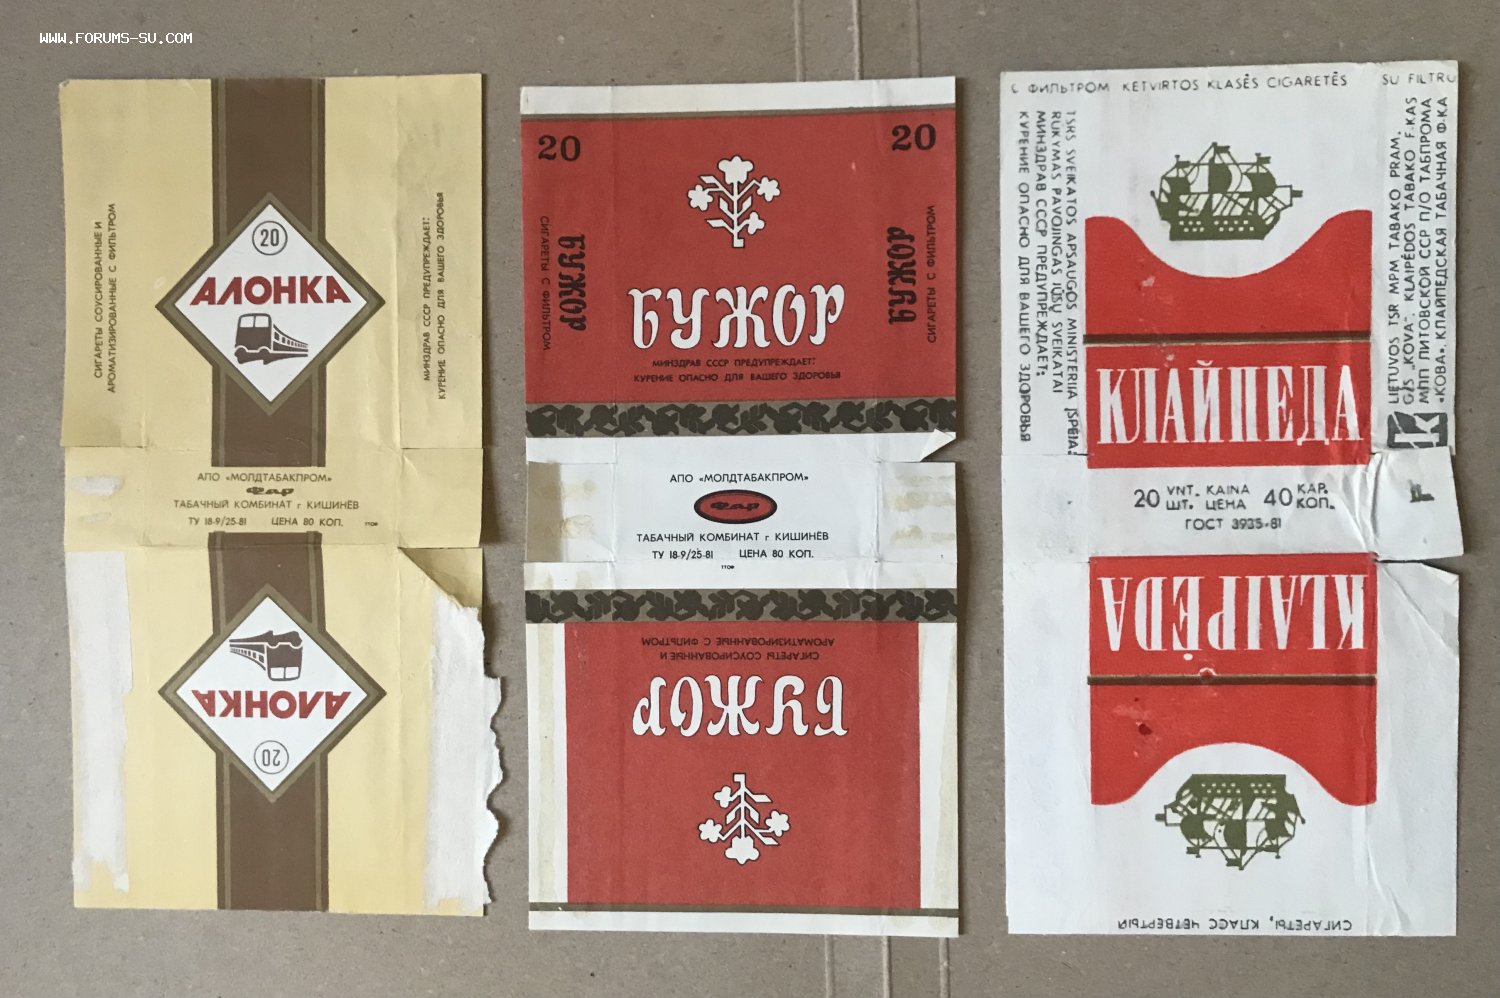 www.forums-su.com
20
АЛОНКА
СИГАРЕТЫ СОУСИРОВАННЫЕ И
АРОМАТИЗИРОВАННЫЕ С ФИЛЬТРОМ
МИНЗДРАВ СССР ПРЕДУПРЕЖДАЕТ:
КУРЕНИЕ ОПАСНО ДЛЯ ВАШЕГО ЗДОРОВЬЯ
АПО «МОЛДТАБАКПРОМ»
Фар
ТАБАЧНЫЙ КОМБИНАТ г КИШИНЁВ
ТУ 18-9/25-81 ЦЕНА 80 КОП.
АЛОНКА
20
20
20
СИГАРЕТЫ С ФИЛЬТРОМ
БУЖОР
БУЖОР
БУЖОР
СИГАРЕТЫ С ФИЛЬТРОМ
МИНЗДРАВ СССР ПРЕДУПРЕЖДАЕТ:
КУРЕНИЕ ОПАСНО ДЛЯ ВАШЕГО ЗДОРОВЬЯ
АПО «МОЛДТАБАКПРОМ»
Фар
ТАБАЧНЫЙ КОМБИНАТ г КИШИНЁВ
ТУ 18-9/25-81 ЦЕНА 80 КОП.
СИГАРЕТЫ СОУСИРОВАННЫЕ И
АРОМАТИЗИРОВАННЫЕ С ФИЛЬТРОМ
БУЖОР
С ФИЛЬТРОМ KETVIRTOS KLASĖS CIGARETĖS SU FILTRU
TSRS SVEIKATOS APSAUGOS MINISTERIJA ĮSPĖJA:
RŪKYMAS PAVOJINGAS JŪSŲ SVEIKATAI
МИНЗДРАВ СССР ПРЕДУПРЕЖДАЕТ:
КУРЕНИЕ ОПАСНО ДЛЯ ВАШЕГО ЗДОРОВЬЯ
LIETUVOS TSR MPM TABAKO PRAM.
G/S „KOVA". KLAIPĖDOS TABAKO F-KAS
МПП ЛИТОВСКОЙ ССР П/О ТАБПРОМА
«КОВА». КЛАЙПЕДСКАЯ ТАБАЧНАЯ Ф-КА
КЛАЙПЕДА
20 VNT. KAINA 40 KAP.
ШТ. ЦЕНА КОП.
ГОСТ 3935-81
KLAIPĖDA
СИГАРЕТЫ, КЛАСС ЧЕТВЕРТЫЙ